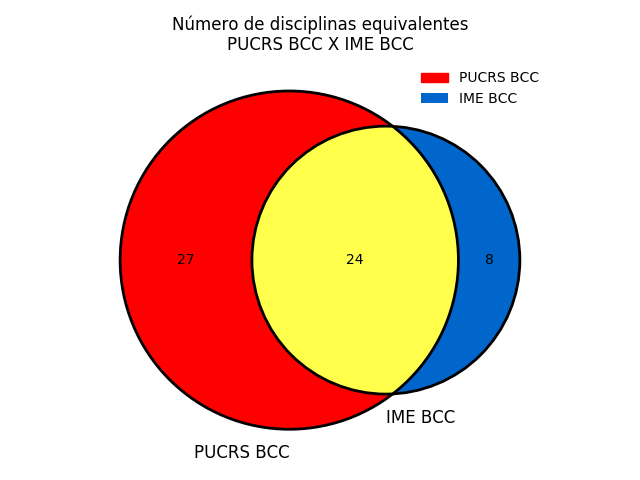 Número de disciplinas equivalentes
PUCRS BCC X IME BCC
PUCRS BCC
IME BCC
27
24
8
IME BCC
PUCRS BCC